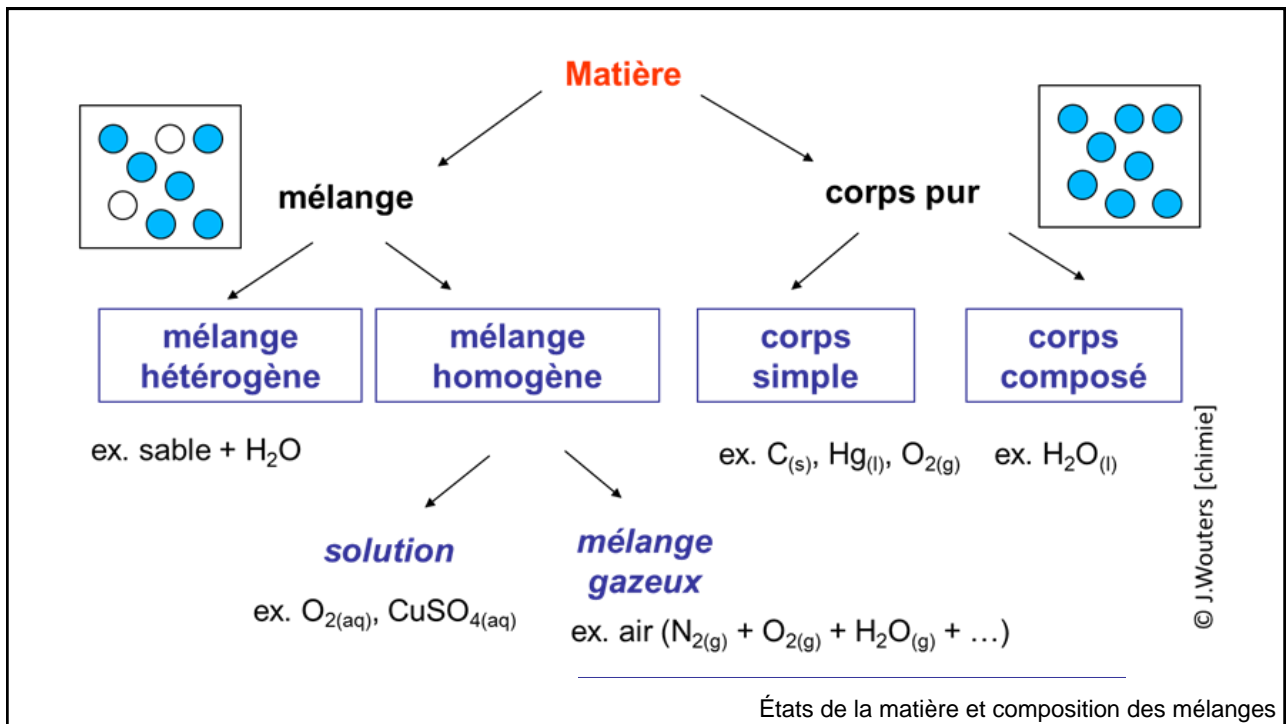 Matière
mélange
corps pur
mélange
hétérogène
mélange
homogène
corps
simple
corps
composé
ex. sable + H₂O
ex. C₍ₛ₎, Hg₍ₗ₎, O₂(g)
ex. H₂O₍ₗ₎
solution
mélange
gazeux
ex. O₂(aq), CuSO₄(aq)
ex. air (N₂(g) + O₂(g) + H₂O(g) + …)
© J.Wouters [chimie]
États de la matière et composition des mélanges